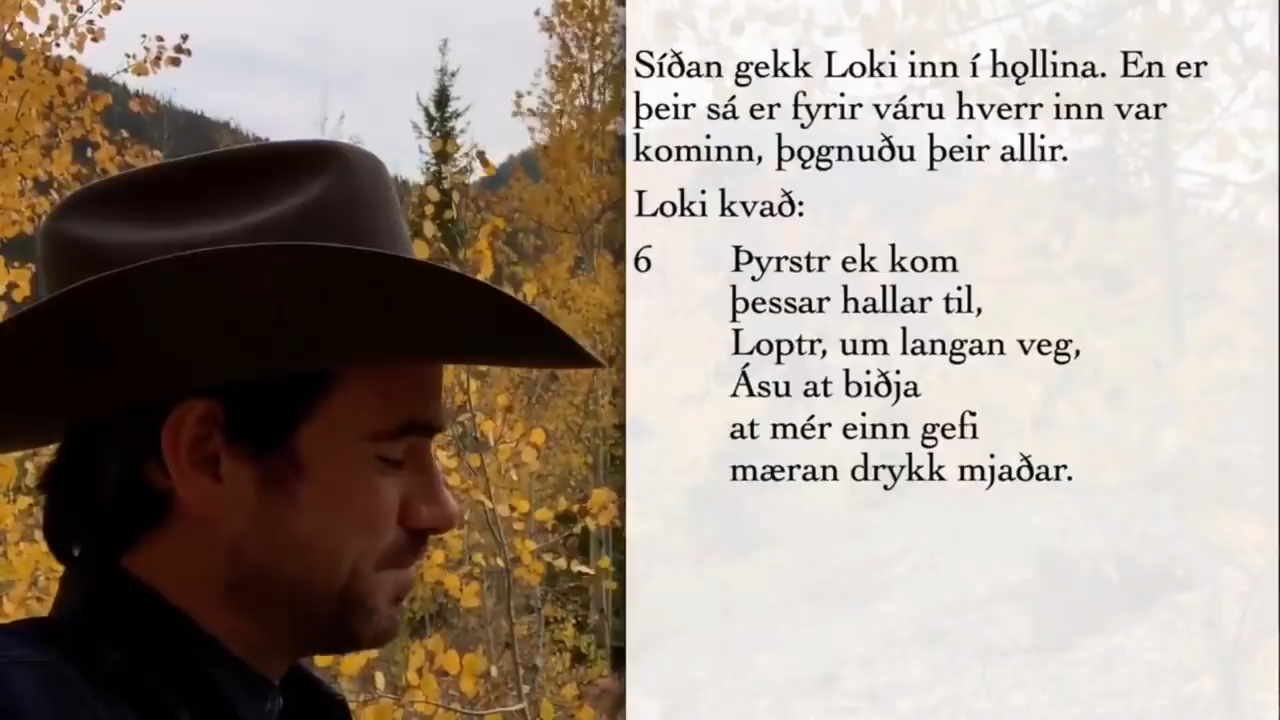 Síðan gekk Loki inn í hǫllina. En er
þeir sá er fyrir váru hverr inn var
kominn, þǫgnuðu þeir allir.
Loki kvað:
6 Þyrstr ek kom
þessar hallar til,
Loptr, um langan veg,
Ásu at biðja
at mér einn gefi
mæran drykk mjaðar.